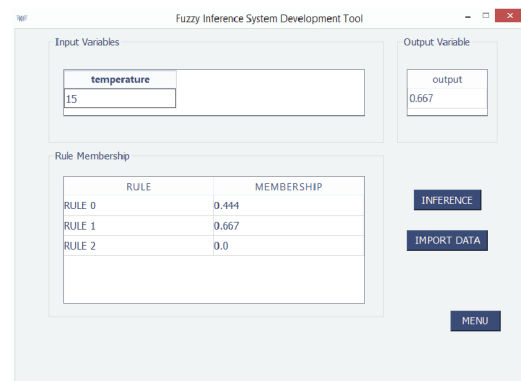 Fuzzy Inference System Development Tool
Input Variables
Output Variable
temperature
15
output
0.667
Rule Membership
RULE MEMBERSHIP
RULE 0 0.444
RULE 1 0.667
RULE 2 0.0
INFERENCE
IMPORT DATA
MENU